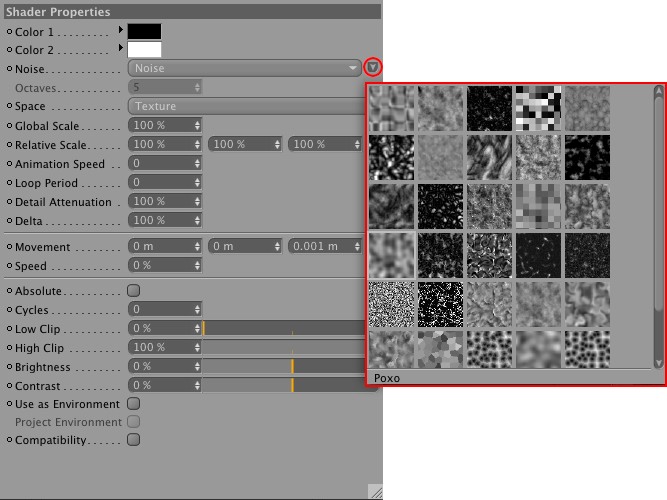 Shader Properties
Color 1
Color 2
Noise Noise
Octaves 5
Space Texture
Global Scale 100 %
Relative Scale 100 % 100 % 100 %
Animation Speed 0
Loop Period 0
Detail Attenuation 100 %
Delta 100 %
Movement 0 m 0 m 0.001 m
Speed 0 %
Absolute
Cycles 0
Low Clip 0 %
High Clip 100 %
Brightness 0 %
Contrast 0 %
Use as Environment
Project Environment
Compatibility
Poxo